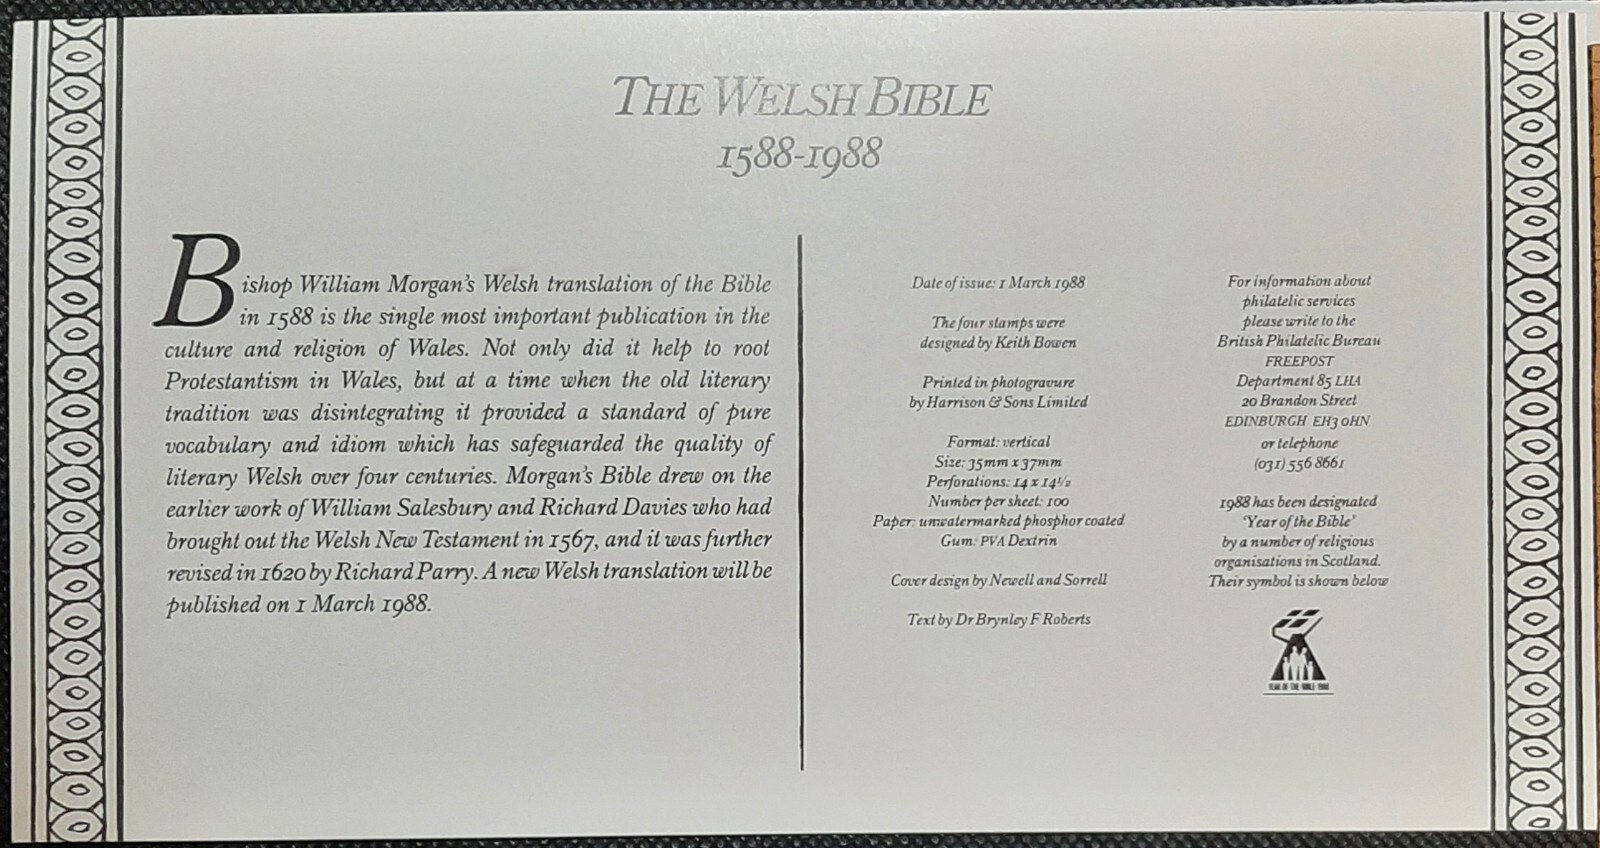 THE WELSH BIBLE
1588-1988
Bishop William Morgan's Welsh translation of the Bible
in 1588 is the single most important publication in the
culture and religion of Wales. Not only did it help to root
Protestantism in Wales, but at a time when the old literary
tradition was disintegrating it provided a standard of pure
vocabulary and idiom which has safeguarded the quality of
literary Welsh over four centuries. Morgan's Bible drew on the
earlier work of William Salesbury and Richard Davies who had
brought out the Welsh New Testament in 1567, and it was further
revised in 1620 by Richard Parry. A new Welsh translation will be
published on 1 March 1988.
Date of issue: 1 March 1988
The four stamps were
designed by Keith Bowen
Printed in photogravure
by Harrison & Sons Limited
Format: vertical
Size: 35mm x 37mm
Perforations: 14 x 14½
Number per sheet: 100
Paper: unwatermarked phosphor coated
Gum: PVA Dextrin
Cover design by Newell and Sorrell
Text by Dr Brynley F Roberts
For information about
philatelic services
please write to the
British Philatelic Bureau
FREEPOST
Department 85 LHA
20 Brandon Street
EDINBURGH EH3 0HN
or telephone
(031) 556 8661
1988 has been designated
'Year of the Bible'
by a number of religious
organisations in Scotland.
Their symbol is shown below
YEAR OF THE BIBLE 1988